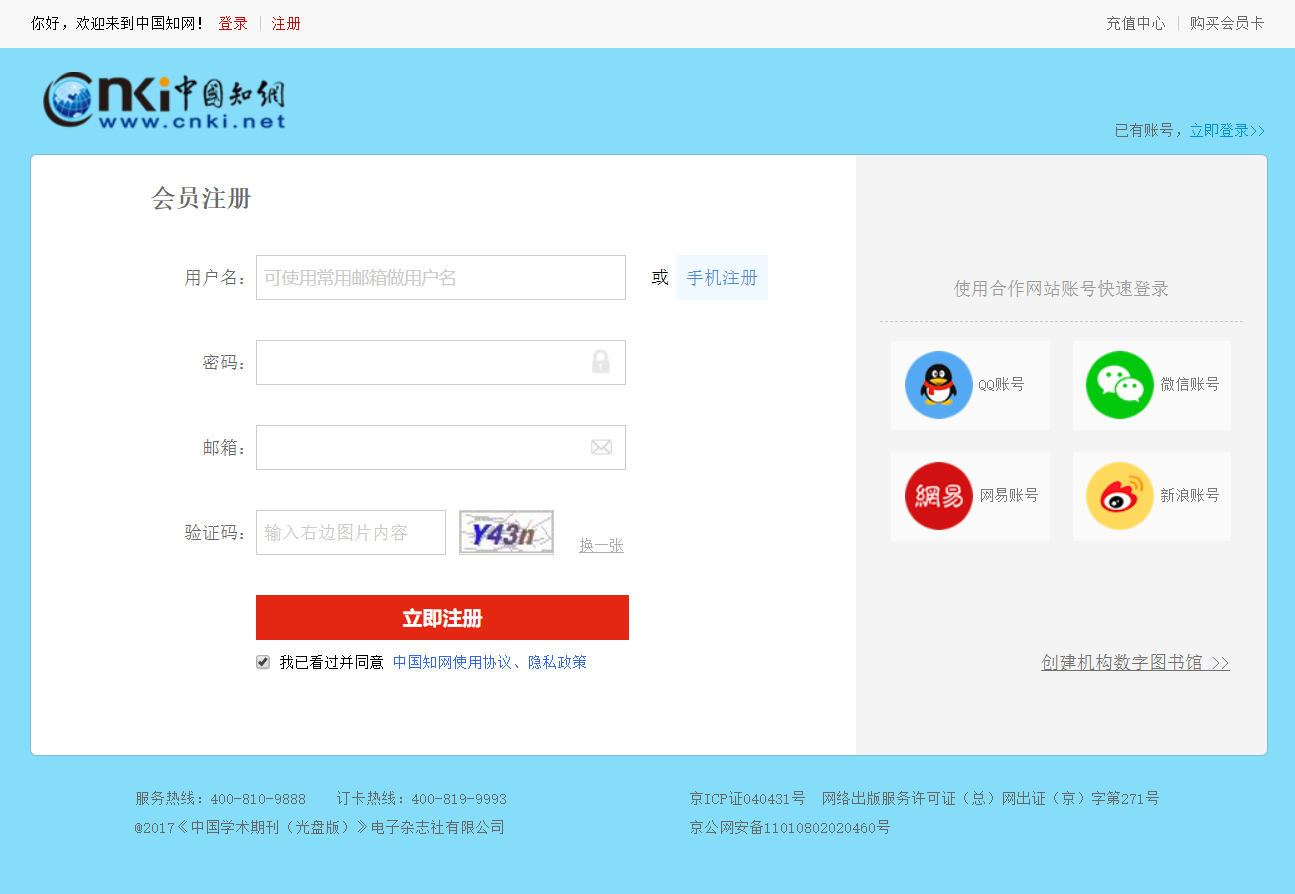 你好，欢迎来到中国知网！ 登录 注册 充值中心 购买会员卡
Cnki中國知網
www.cnki.net
已有账号，立即登录>>
会员注册
用户名： 可使用常用邮箱做用户名 或 手机注册
密码：
邮箱：
验证码： 输入右边图片内容 Y43n 换一张
立即注册
我已看过并同意 中国知网使用协议、隐私政策
使用合作网站账号快速登录
QQ账号 微信账号
網易 网易账号 新浪账号
创建机构数字图书馆 >>
服务热线：400-810-9888 订卡热线：400-819-9993 京ICP证040431号 网络出版服务许可证（总）网出证（京）字第271号
@2017《中国学术期刊（光盘版）》电子杂志社有限公司 京公网安备11010802020460号